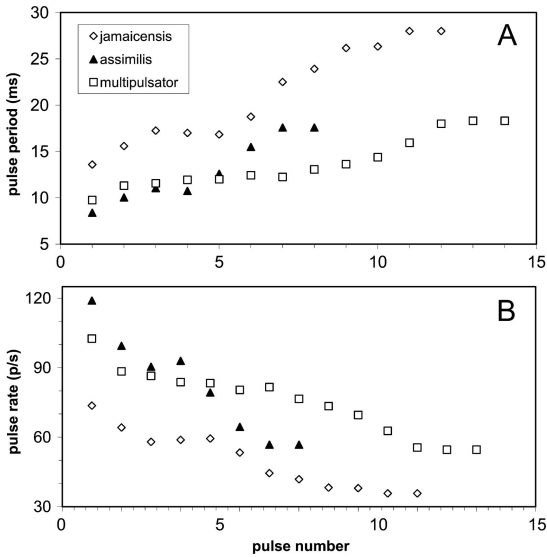 A
jamaicensis
assimilis
multipulsator
pulse period (ms)
30
25
20
15
10
5
0 5 10 15
B
pulse rate (p/s)
120
90
60
30
0 5 10 15
pulse number